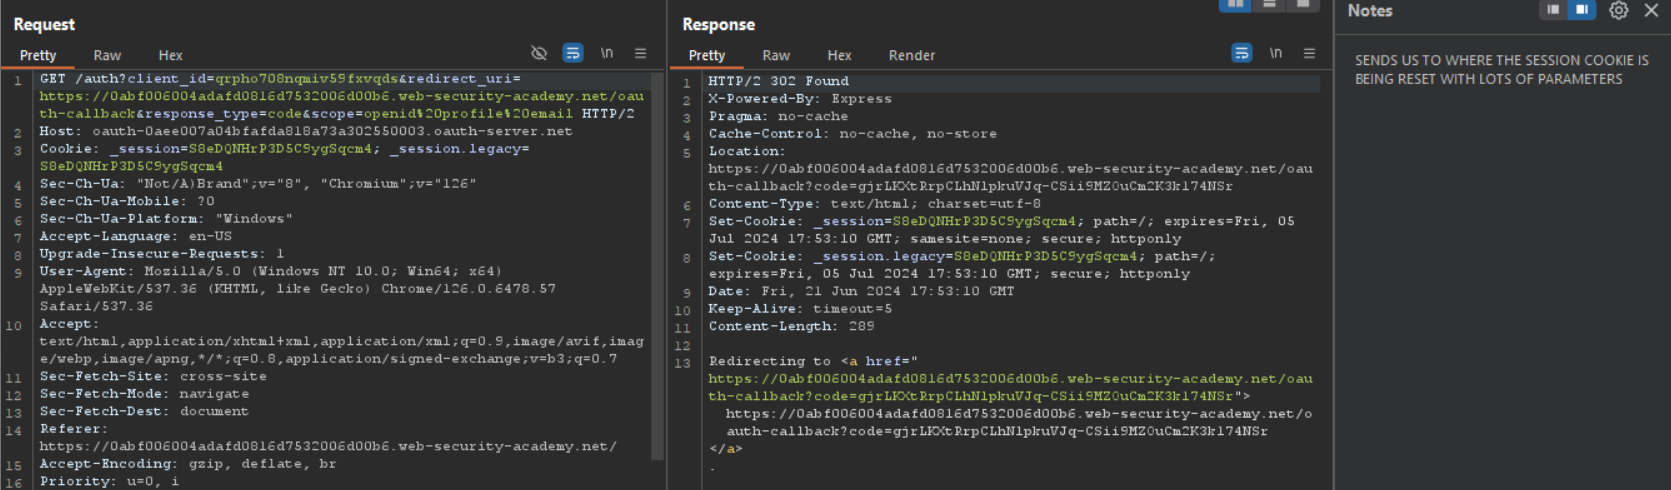 Request
Pretty
Raw
Hex
\n
1 GET /auth?client_id=qrpho708nqmiv59fxvqds&redirect_uri=
https://0abf006004adafd0816d7532006d00b6.web-security-academy.net/oau
th-callback&response_type=code&scope=openid%20profile%20email HTTP/2
2 Host: oauth-0aee007a04bfafda818a73a302550003.oauth-server.net
3 Cookie: _session=S8eDQNHrP3D5C9ygSqcm4; _session.legacy=
S8eDQNHrP3D5C9ygSqcm4
4 Sec-Ch-Ua: "Not/A)Brand";v="8", "Chromium";v="126"
5 Sec-Ch-Ua-Mobile: ?0
6 Sec-Ch-Ua-Platform: "Windows"
7 Accept-Language: en-US
8 Upgrade-Insecure-Requests: 1
9 User-Agent: Mozilla/5.0 (Windows NT 10.0; Win64; x64)
AppleWebKit/537.36 (KHTML, like Gecko) Chrome/126.0.6478.57
Safari/537.36
10 Accept:
text/html,application/xhtml+xml,application/xml;q=0.9,image/avif,imag
e/webp,image/apng,*/*;q=0.8,application/signed-exchange;v=b3;q=0.7
11 Sec-Fetch-Site: cross-site
12 Sec-Fetch-Mode: navigate
13 Sec-Fetch-Dest: document
14 Referer:
https://0abf006004adafd0816d7532006d00b6.web-security-academy.net/
15 Accept-Encoding: gzip, deflate, br
16 Priority: u=0, i
Response
Pretty
Raw
Hex
Render
\n
1 HTTP/2 302 Found
2 X-Powered-By: Express
3 Pragma: no-cache
4 Cache-Control: no-cache, no-store
5 Location:
https://0abf006004adafd0816d7532006d00b6.web-security-academy.net/oau
th-callback?code=gjrLKXtRrpCLhNlpkuVJq-CSii9MZ0uCm2K3k174NSr
6 Content-Type: text/html; charset=utf-8
7 Set-Cookie: _session=S8eDQNHrP3D5C9ygSqcm4; path=/; expires=Fri, 05
Jul 2024 17:53:10 GMT; samesite=none; secure; httponly
8 Set-Cookie: _session.legacy=S8eDQNHrP3D5C9ygSqcm4; path=/;
expires=Fri, 05 Jul 2024 17:53:10 GMT; secure; httponly
9 Date: Fri, 21 Jun 2024 17:53:10 GMT
10 Keep-Alive: timeout=5
11 Content-Length: 289
12
13 Redirecting to <a href="
https://0abf006004adafd0816d7532006d00b6.web-security-academy.net/oau
th-callback?code=gjrLKXtRrpCLhNlpkuVJq-CSii9MZ0uCm2K3k174NSr">
https://0abf006004adafd0816d7532006d00b6.web-security-academy.net/o
auth-callback?code=gjrLKXtRrpCLhNlpkuVJq-CSii9MZ0uCm2K3k174NSr
</a>
.
Notes
SENDS US TO WHERE THE SESSION COOKIE IS
BEING RESET WITH LOTS OF PARAMETERS